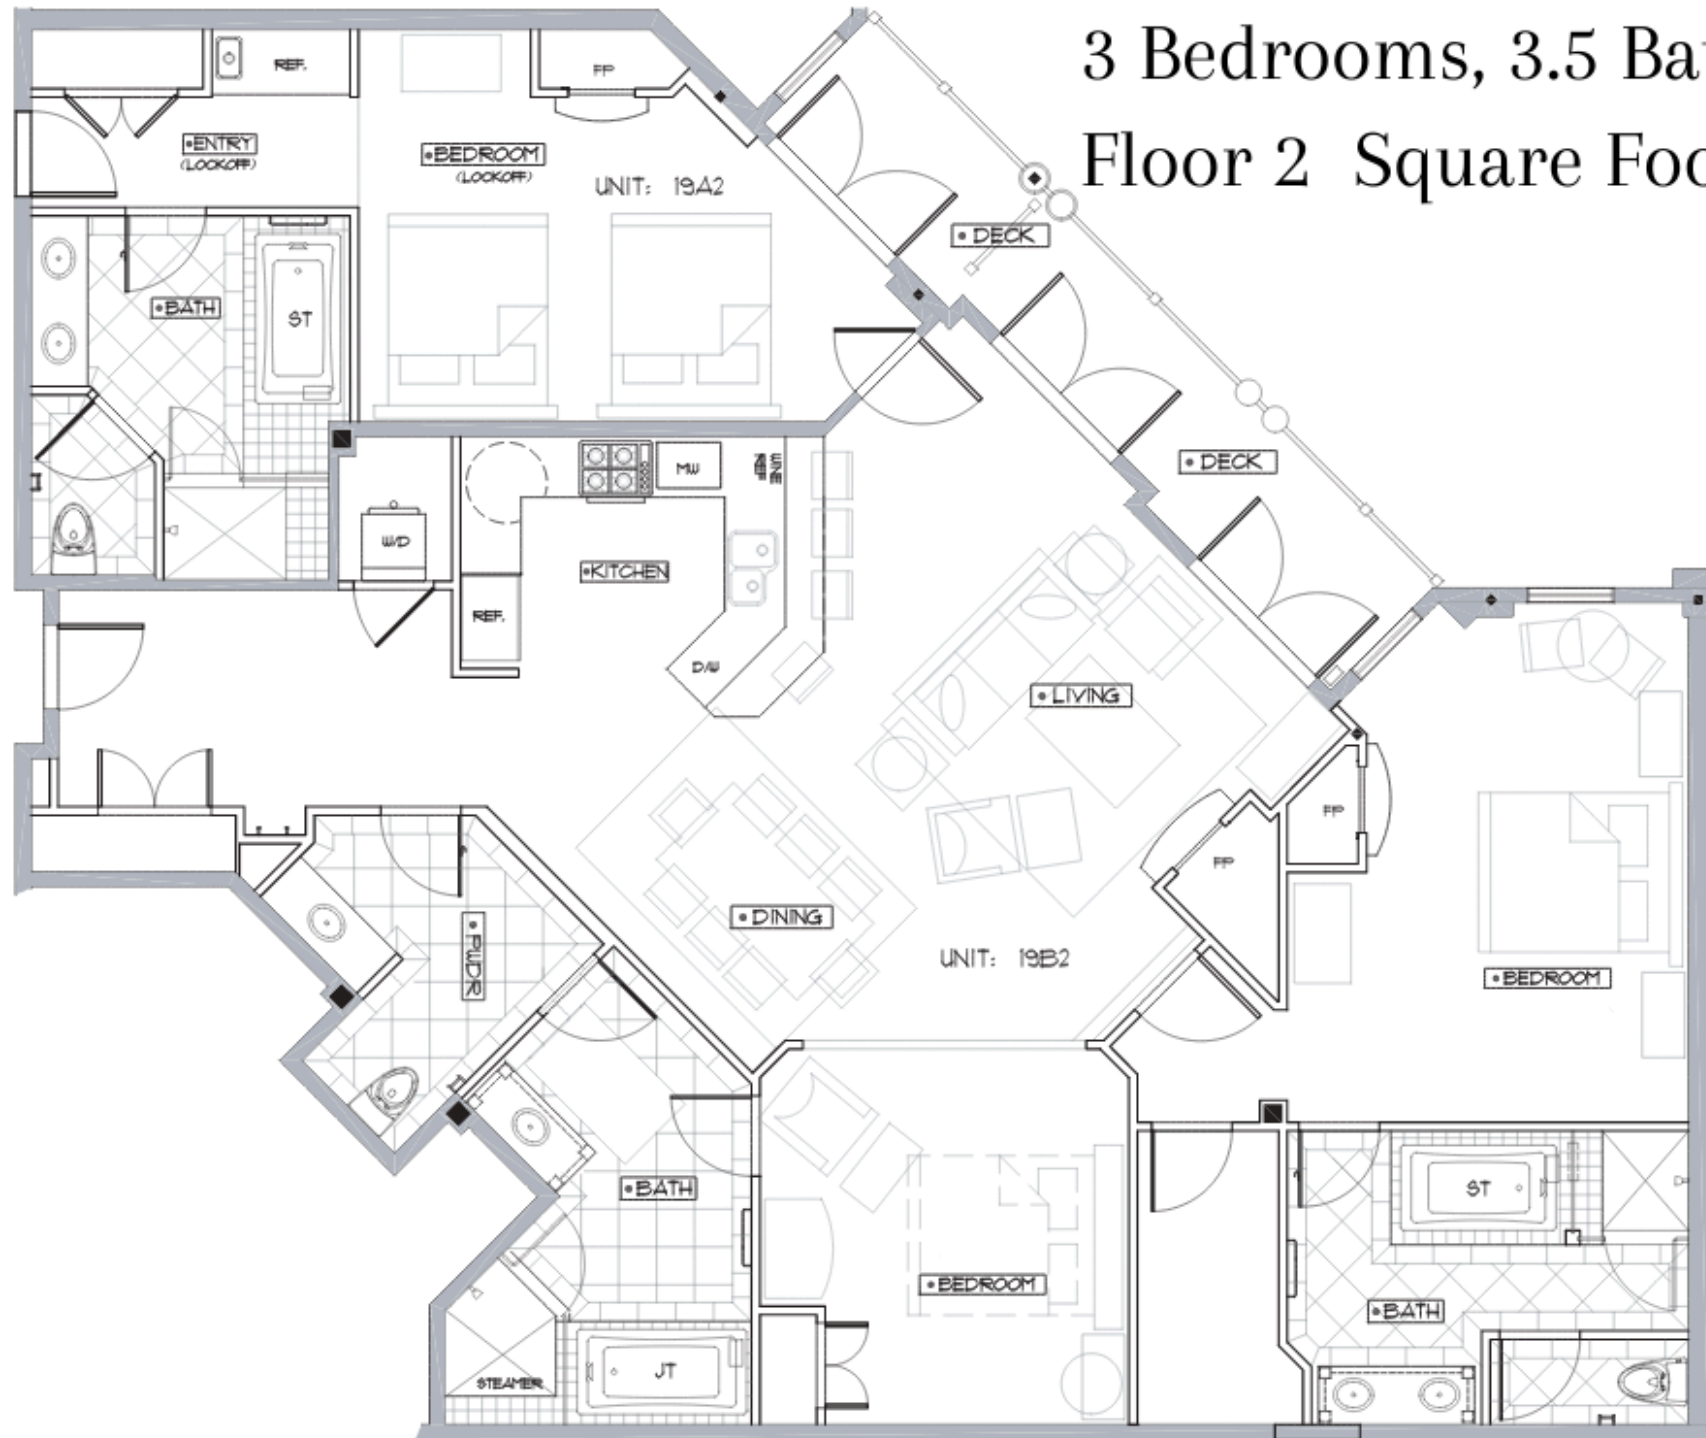 3 Bedrooms, 3.5 Ba
Floor 2 Square Foo
REF.
FP
ENTRY
(LOCKOFF)
BEDROOM
(LOCKOFF)
UNIT: 19A2
DECK
BATH
ST
DECK
MW
WINE
REF
W/D
KITCHEN
REF.
D/W
LIVING
FP
FP
DINING
PWDR
UNIT: 19B2
BEDROOM
BATH
ST
BEDROOM
BATH
JT
STEAMER